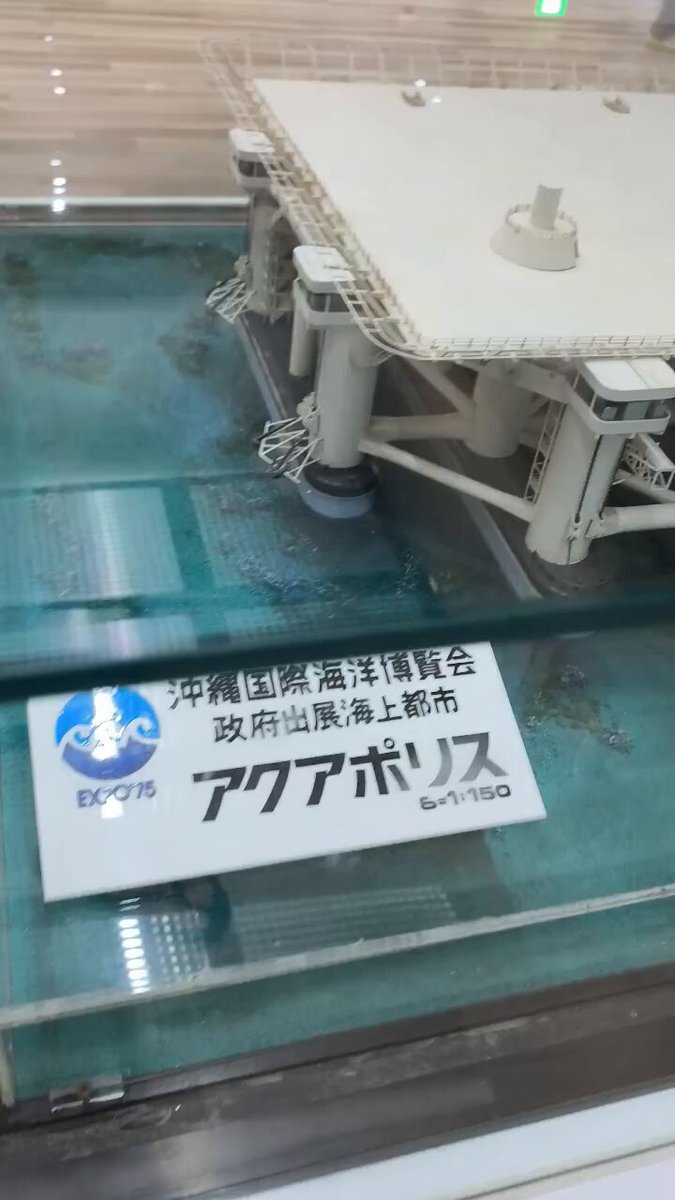 沖縄国際海洋博覧会
政府出展海上都市
アクアポリス
S=1:150
EXPO'75